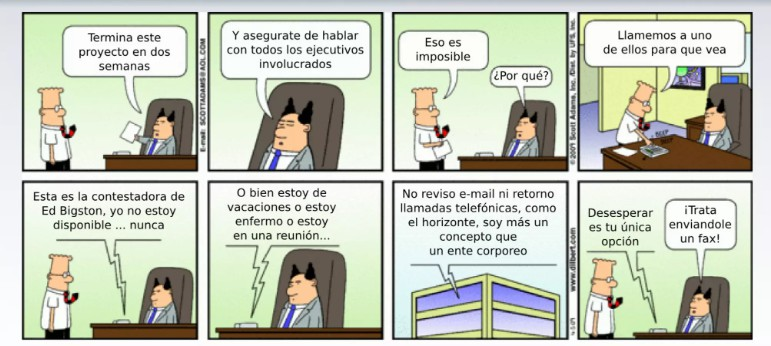 Termina este
proyecto en dos
semanas
E-mail: SCOTTADAMS@AOL.COM
Y asegurate de hablar
con todos los ejecutivos
involucrados
Eso es
imposible
¿Por qué?
©2001 Scott Adams, Inc./Dist. by UFS, Inc.
Llamemos a uno
de ellos para que vea
BEEP
Esta es la contestadora de
Ed Bigston, yo no estoy
disponible ... nunca
O bien estoy de
vacaciones o estoy
enfermo o estoy
en una reunión...
No reviso e-mail ni retorno
llamadas telefónicas, como
el horizonte, soy más un
concepto que
un ente corporeo
www.dilbert.com
Desesperar
es tu única
opción
¡Trata
enviandole
un fax!